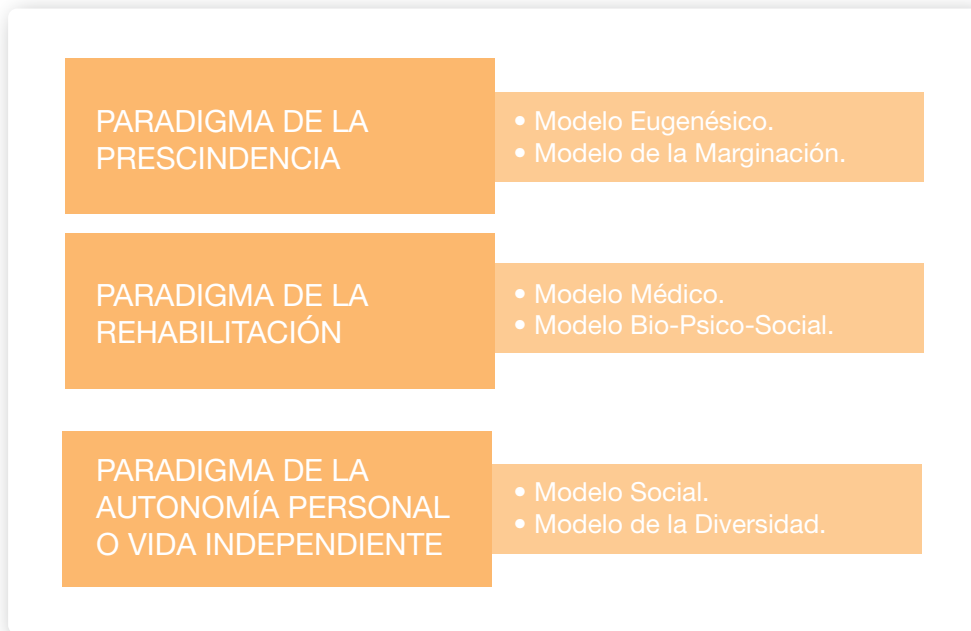 PARADIGMA DE LA
PRESCINDENCIA
• Modelo Eugenésico.
• Modelo de la Marginación.
PARADIGMA DE LA
REHABILITACIÓN
• Modelo Médico.
• Modelo Bio-Psico-Social.
PARADIGMA DE LA
AUTONOMÍA PERSONAL
O VIDA INDEPENDIENTE
• Modelo Social.
• Modelo de la Diversidad.